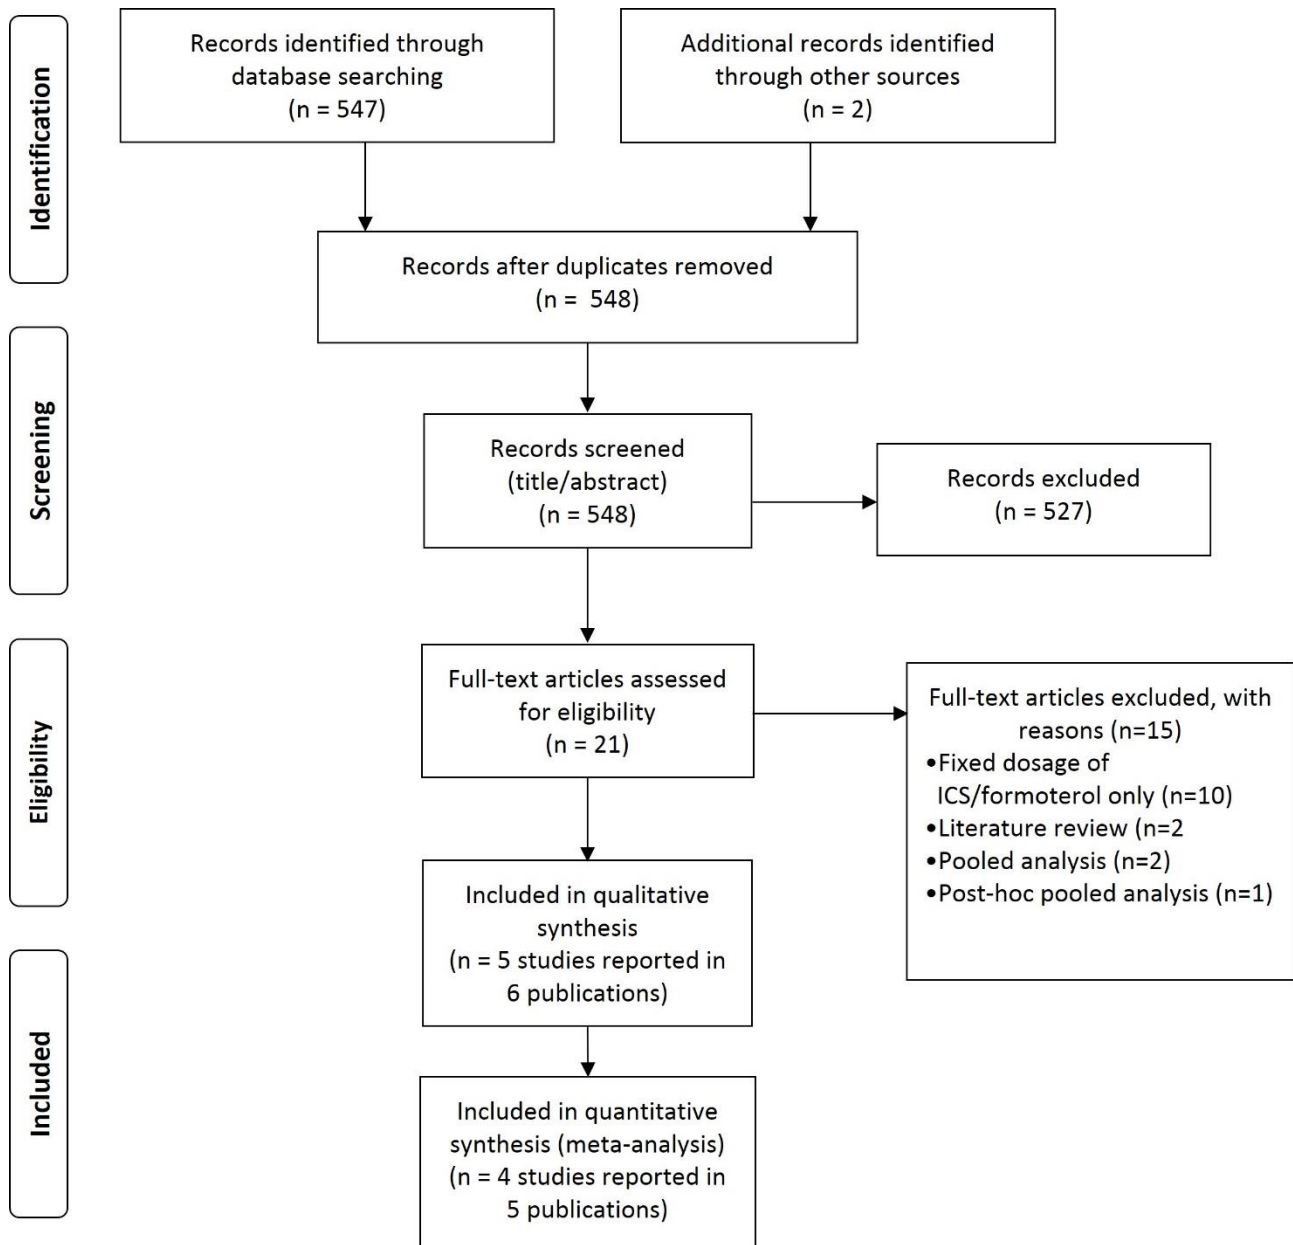 Identification
Records identified through
database searching
(n = 547)
Additional records identified
through other sources
(n = 2)
Records after duplicates removed
(n =  548)
Screening
Records screened
(title/abstract)
(n = 548)
Records excluded
(n = 527)
Eligibility
Full-text articles assessed
for eligibility
(n = 21)
Full-text articles excluded, with
reasons (n=15)
•Fixed dosage of
ICS/formoterol only (n=10)
•Literature review (n=2
•Pooled analysis (n=2)
•Post-hoc pooled analysis (n=1)
Included in qualitative
synthesis
(n = 5 studies reported in
6 publications)
Included
Included in quantitative
synthesis (meta-analysis)
(n = 4 studies reported in
5 publications)